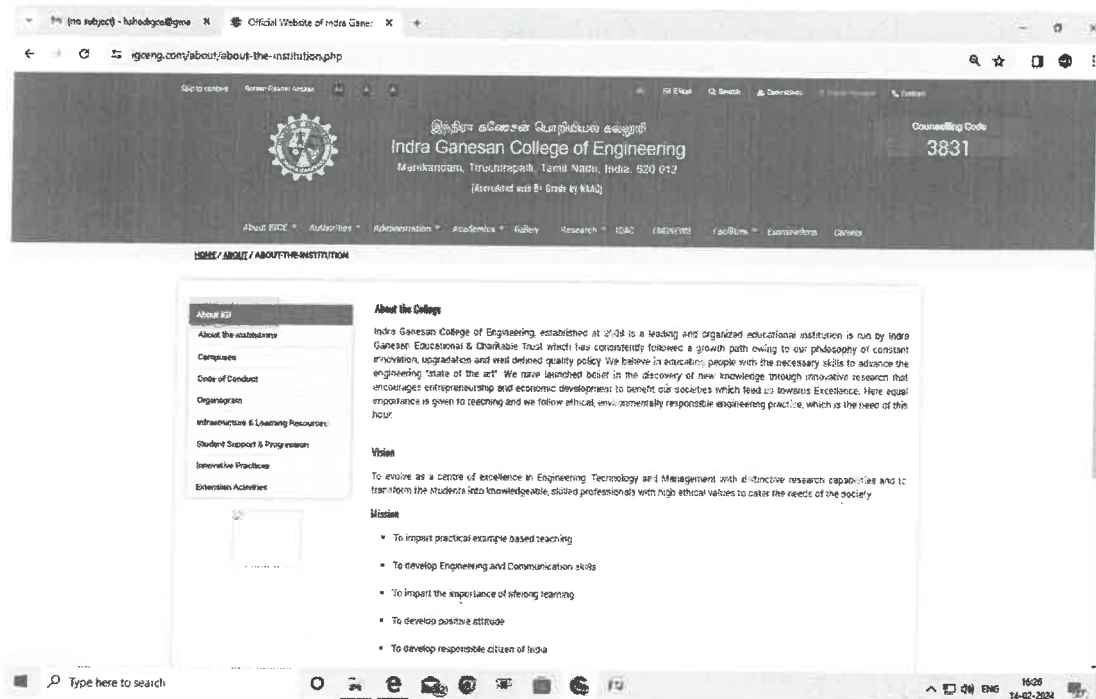 (no subject) - hshodigce@gma
Official Website of Indra Gane
igceng.com/about/about-the-institution.php
Skip to content Screen Reader Access
E-Mail Search Downloads Contact
இந்திரா கணேசன் பொறியியல் கல்லூரி
Indra Ganesan College of Engineering
Manikandam, Tiruchirapalli, Tamil Nadu, India. 620 012
(Accredited with B+ Grade by NAAC)
Counselling Code
3831
About IGCE Authorities Administration Academics Gallery Research IQAC Facilities Examinations Careers
HOME / ABOUT / ABOUT-THE-INSTITUTION
About IGI
About the institutions
Campuses
Code of Conduct
Organogram
Infrastructure & Learning Resources
Student Support & Progression
Innovative Practices
Extension Activities
About the College
Indra Ganesan College of Engineering, established at is a leading and organized educational institution is run by Indra
Ganesan Educational & Charitable Trust which has consistently followed a growth path owing to our philosophy of constant
innovation, upgradation and well defined quality policy. We believe in educating people with the necessary skills to advance the
engineering "state of the art". We have launched belief in the discovery of new knowledge through innovative research that
encourages entrepreneurship and economic development to benefit our societies which lead us towards Excellence. Here equal
importance is given to teaching and we follow ethical, environmentally responsible engineering practice, which is the need of this
hour.
Vision
To evolve as a centre of excellence in Engineering Technology and Management with distinctive research capabilities and to
transform the students into knowledgeable, skilled professionals with high ethical values to cater the needs of the society
Mission
To impart practical example based teaching
To develop Engineering and Communication skills
To impart the importance of lifelong learning
To develop positive attitude
To develop responsible citizen of India
Type here to search
ENG
16:26
14-02-2024